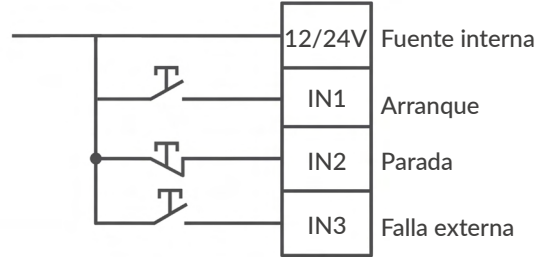 12/24V Fuente interna
IN1 Arranque
IN2 Parada
IN3 Falla externa